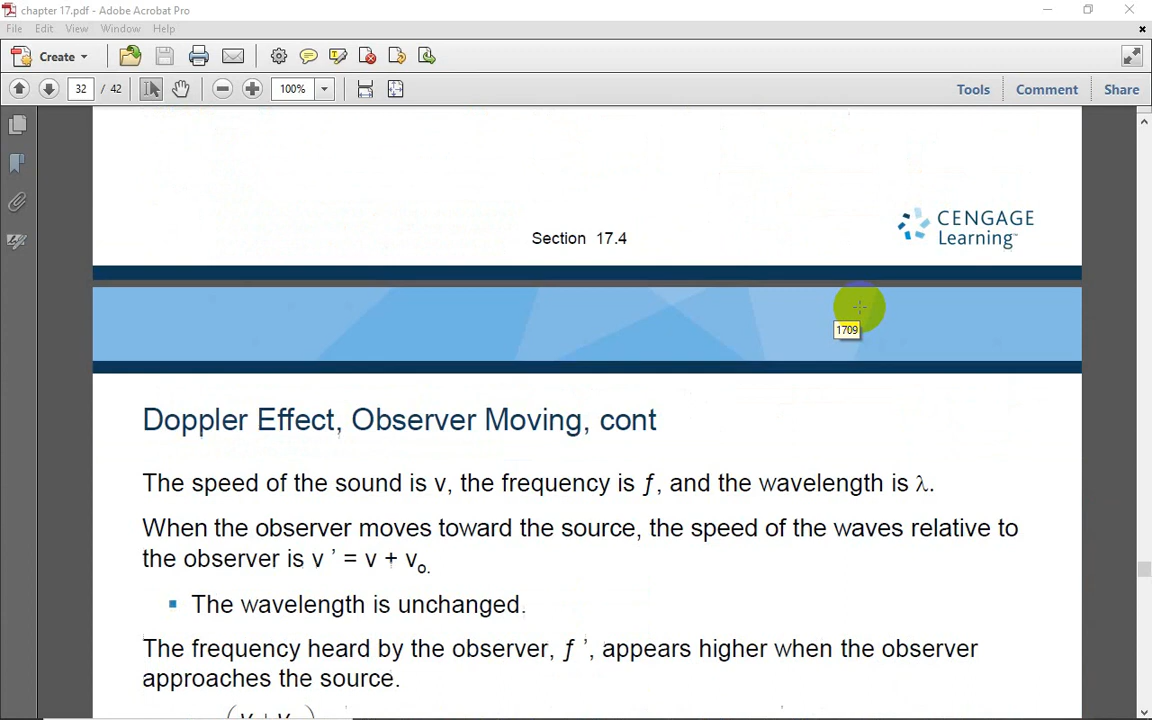 chapter 17.pdf - Adobe Acrobat Pro
File Edit View Window Help
Create
32 / 42 100% Tools Comment Share
Section 17.4
CENGAGE
Learning™
1709
Doppler Effect, Observer Moving, cont
The speed of the sound is v, the frequency is ƒ, and the wavelength is λ.
When the observer moves toward the source, the speed of the waves relative to
the observer is v ’ = v + vo.
▪ The wavelength is unchanged.
The frequency heard by the observer, ƒ ’, appears higher when the observer
approaches the source.